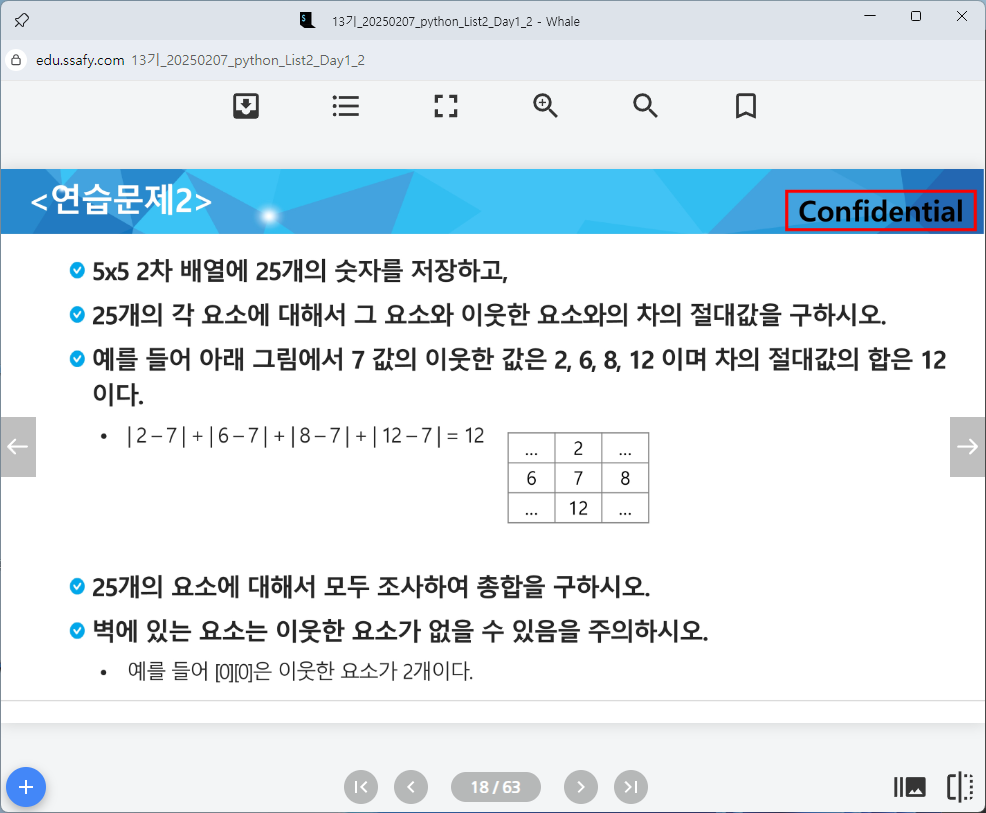 13기_20250207_python_List2_Day1_2 - Whale
edu.ssafy.com 13기_20250207_python_List2_Day1_2
<연습문제2>
Confidential
5x5 2차 배열에 25개의 숫자를 저장하고,
25개의 각 요소에 대해서 그 요소와 이웃한 요소와의 차의 절대값을 구하시오.
예를 들어 아래 그림에서 7 값의 이웃한 값은 2, 6, 8, 12 이며 차의 절대값의 합은 12
이다.
• | 2 – 7 | + | 6 – 7 | + | 8 – 7 | + | 12 – 7 | = 12
... 2 ...
6 7 8
... 12 ...
25개의 요소에 대해서 모두 조사하여 총합을 구하시오.
벽에 있는 요소는 이웃한 요소가 없을 수 있음을 주의하시오.
• 예를 들어 [0][0]은 이웃한 요소가 2개이다.
18 / 63